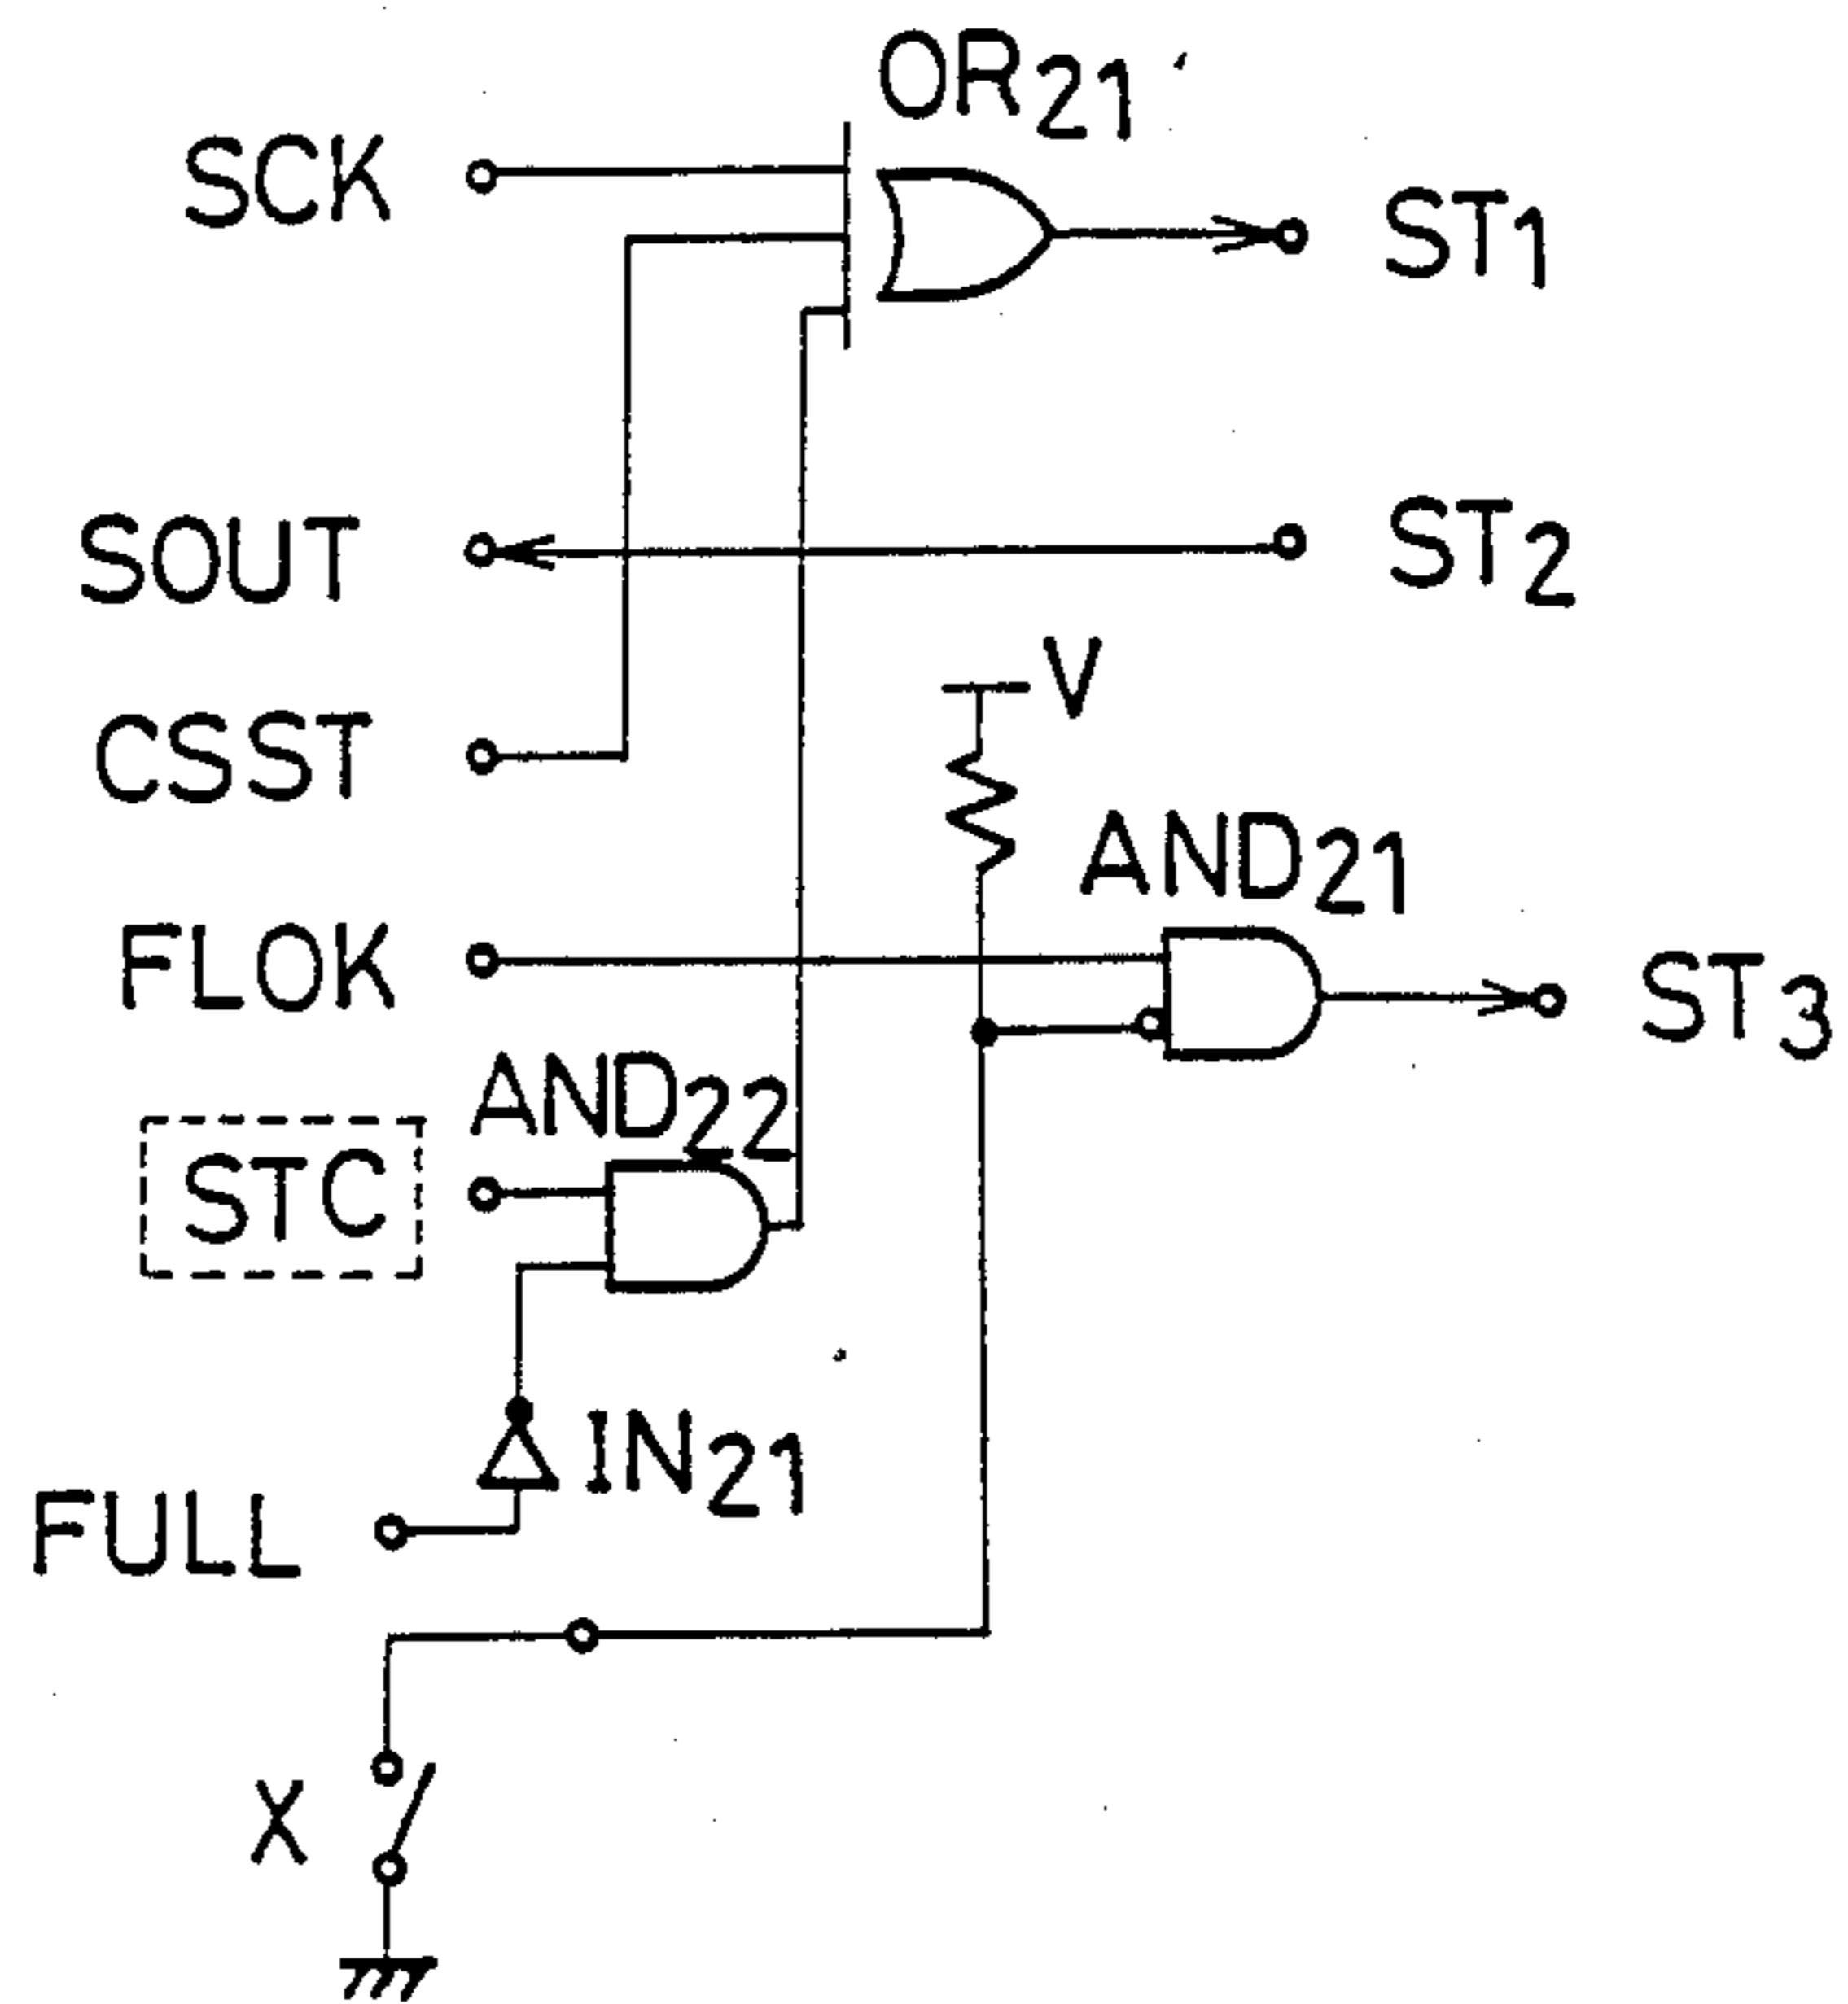 OR21
SCK
ST1
SOUT
ST2
V
CSST
AND21
FLOK
ST3
AND22
STC
IN21
FULL
X